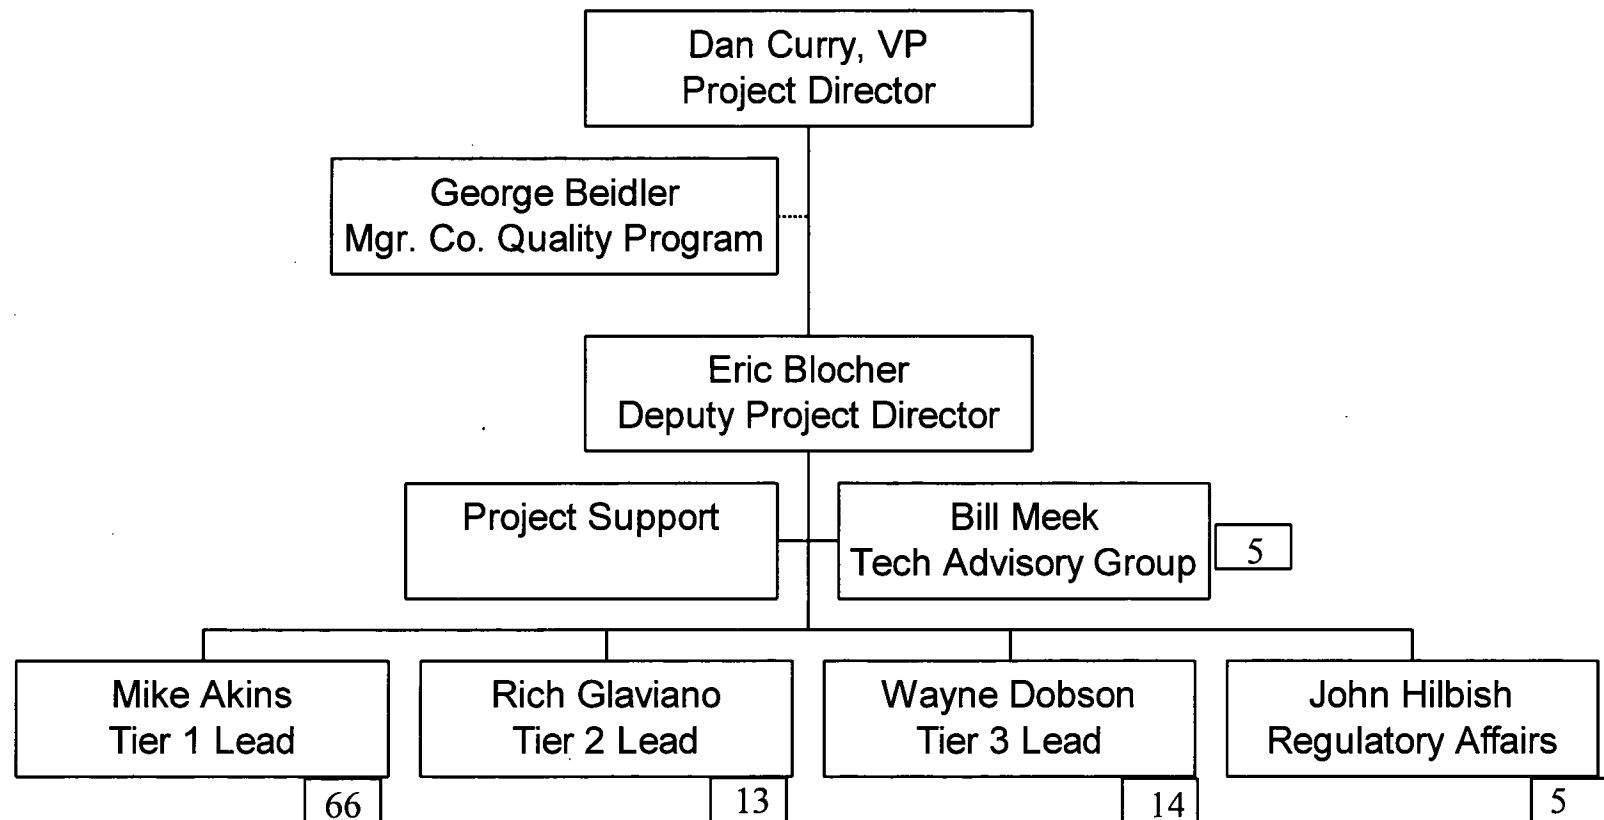 Dan Curry, VP
Project Director
George Beidler
Mgr. Co. Quality Program
Eric Blocher
Deputy Project Director
Project Support
Bill Meek
Tech Advisory Group
5
Mike Akins
Tier 1 Lead
66
Rich Glaviano
Tier 2 Lead
13
Wayne Dobson
Tier 3 Lead
14
John Hilbish
Regulatory Affairs
5